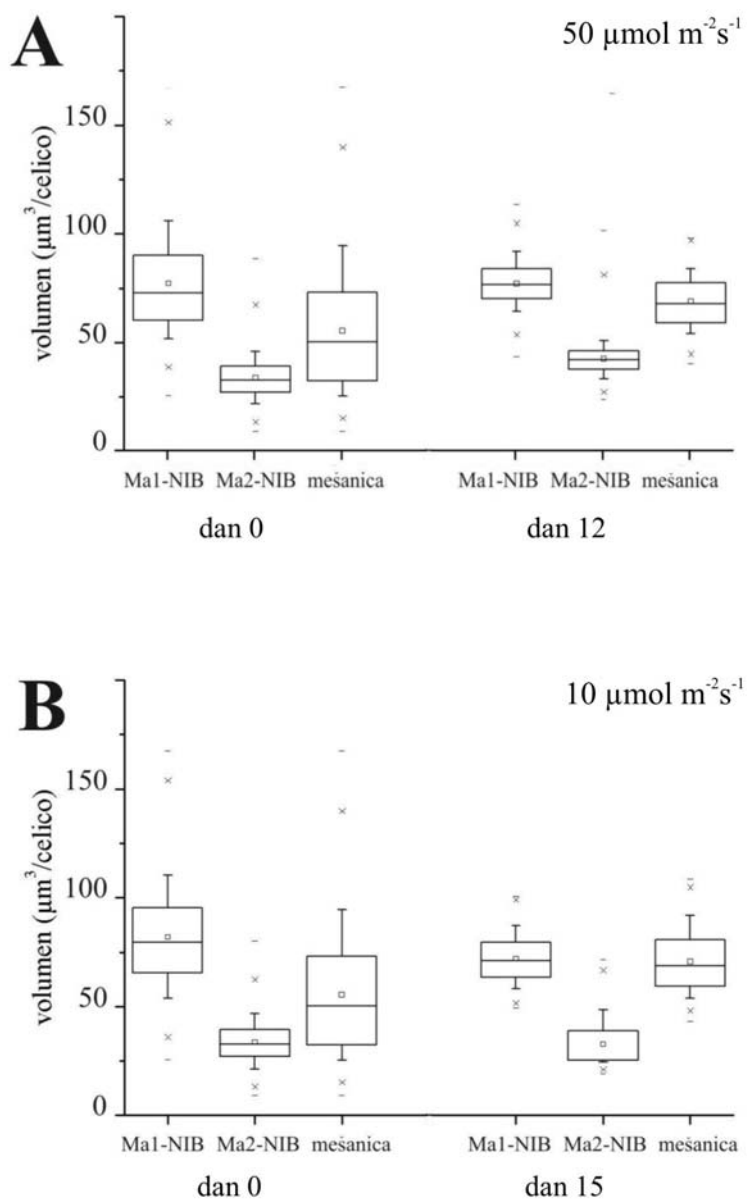 A
50 µmol m⁻²s⁻¹
volumen (µm³/celico)
150
100
50
0
Ma1-NIB Ma2-NIB mešanica Ma1-NIB Ma2-NIB mešanica
dan 0 dan 12
B
10 µmol m⁻²s⁻¹
volumen (µm³/celico)
150
100
50
0
Ma1-NIB Ma2-NIB mešanica Ma1-NIB Ma2-NIB mešanica
dan 0 dan 15